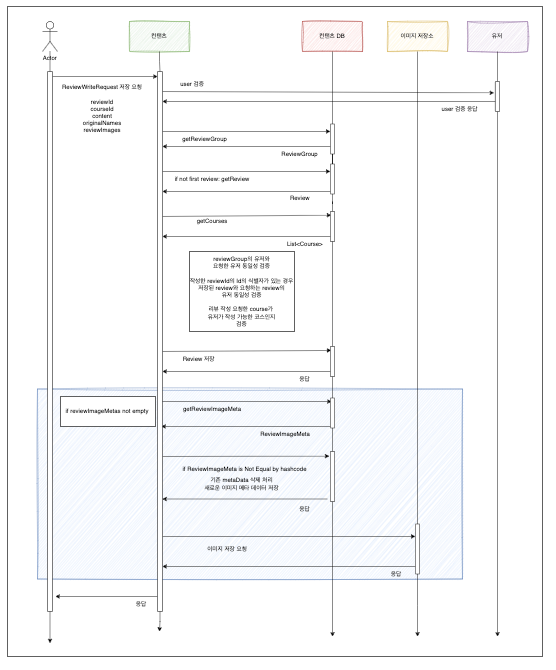 컨텐츠
컨텐츠 DB
이미지 저장소
유저
Actor
ReviewWriteRequest 저장 요청
reviewId
courseId
content
originalNames
reviewImages
user 검증
user 검증 응답
getReviewGroup
ReviewGroup
if not first review: getReview
Review
getCourses
List<Course>
reviewGroup의 유저와
요청한 유저 동일성 검증
작성한 reviewId의 Id의 식별자가 있는 경우
저장된 review와 요청하는 review의
유저 동일성 검증
리뷰 작성 요청한 course가
유저가 작성 가능한 코스인지
검증
Review 저장
응답
if reviewImageMetas not empty
getReviewImageMeta
ReviewImageMeta
if ReviewImageMeta is Not Equal by hashcode
기존 metaData 삭제 처리
새로운 이미지 메타 데이터 저장
응답
이미지 저장 요청
응답
응답